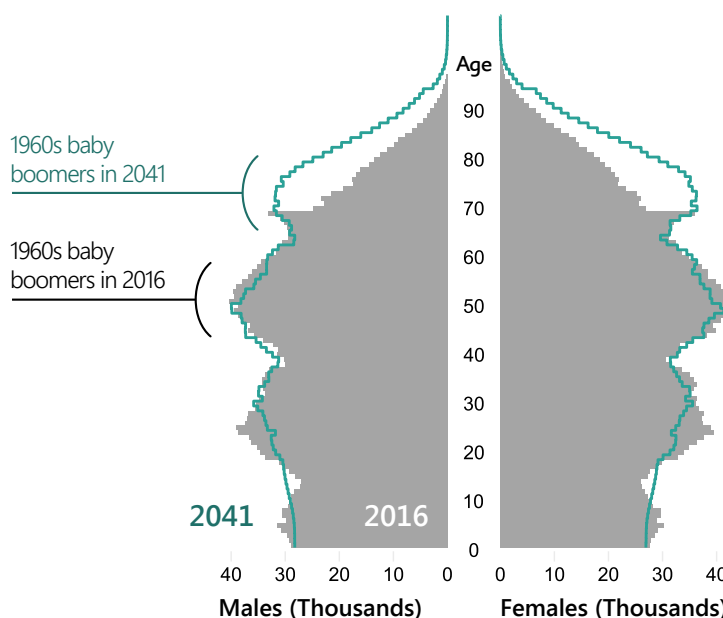 Age
90
80
70
60
50
40
30
20
10
0
1960s baby
boomers in 2041
1960s baby
boomers in 2016
2041
2016
40 30 20 10 0
0 10 20 30 40
Males (Thousands)
Females (Thousands)